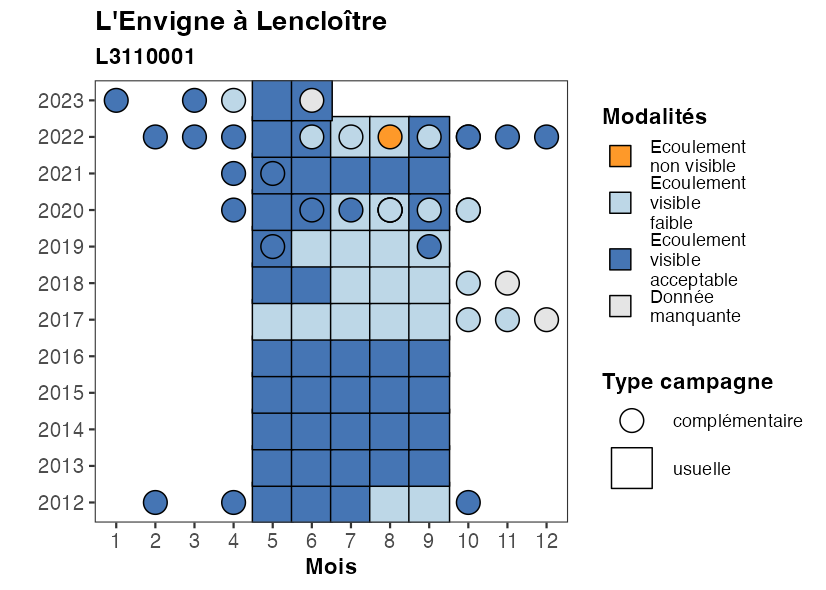 L'Envigne à Lencloître
L3110001
2023
2022
2021
2020
2019
2018
2017
2016
2015
2014
2013
2012
1 2 3 4 5 6 7 8 9 10 11 12
Mois
Modalités
Ecoulement
non visible
Ecoulement
visible
faible
Ecoulement
visible
acceptable
Donnée
manquante
Type campagne
complémentaire
usuelle